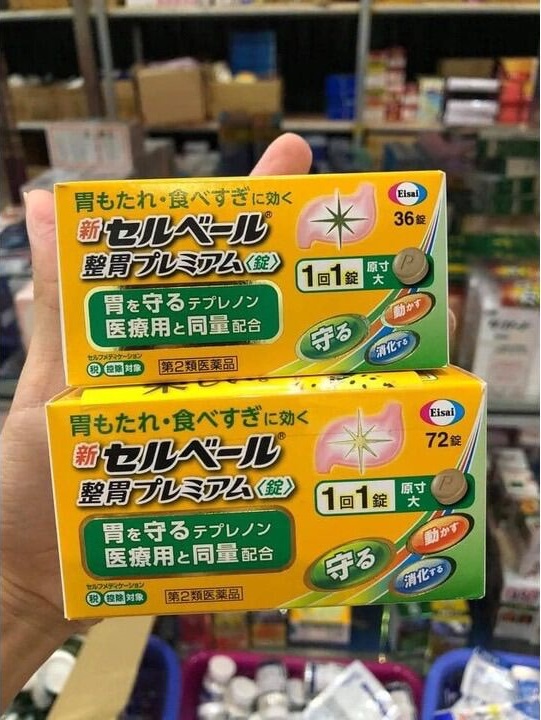 胃もたれ・食べすぎに効く
Eisai
新セルベール®
36錠
整胃プレミアム〈錠〉
1回1錠
原寸大
胃を守るテプレノン
医療用と同量配合
守る
動かす
消化する
セルフメディケーション
税 控除 対象
第2類医薬品
胃もたれ・食べすぎに効く
Eisai
新セルベール®
72錠
整胃プレミアム〈錠〉
1回1錠
原寸大
胃を守るテプレノン
医療用と同量配合
守る
動かす
消化する
セルフメディケーション
税 控除 対象
第2類医薬品